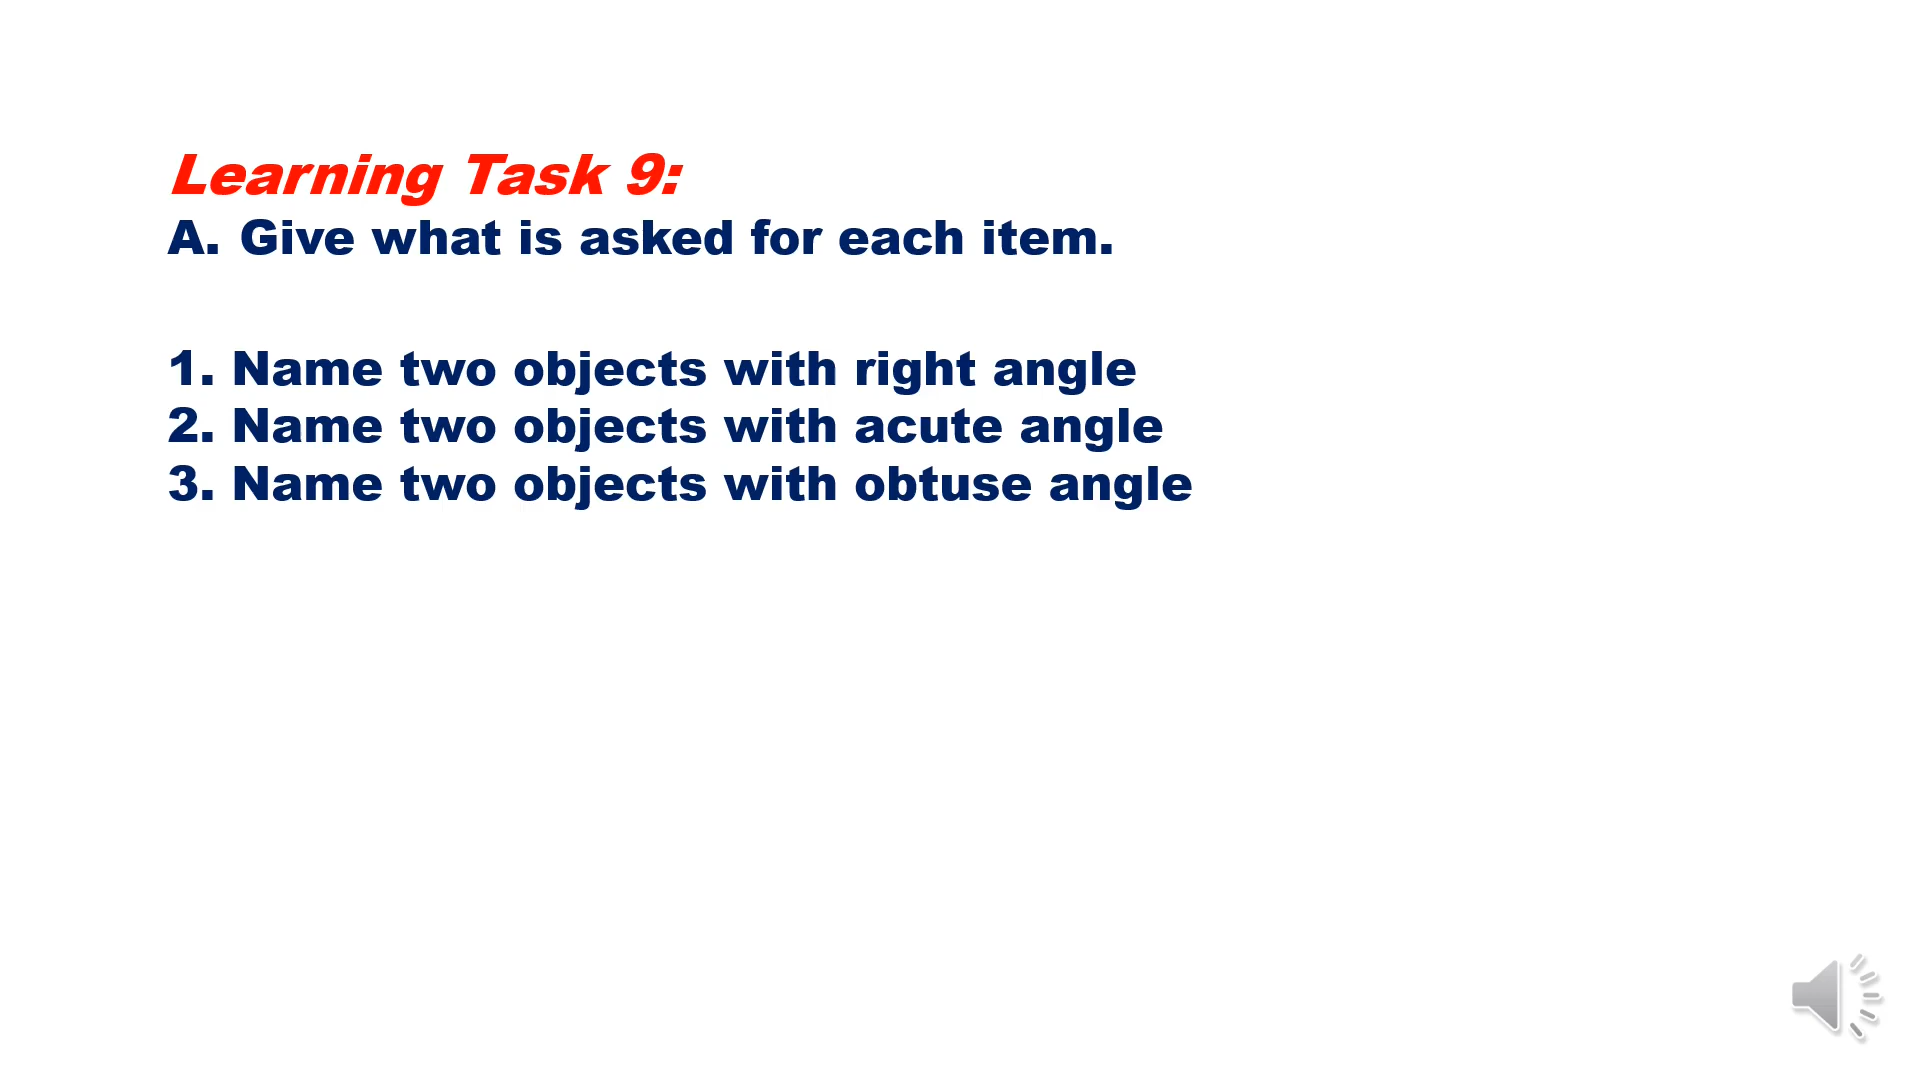 Learning Task 9:
A. Give what is asked for each item.
1. Name two objects with right angle
2. Name two objects with acute angle
3. Name two objects with obtuse angle